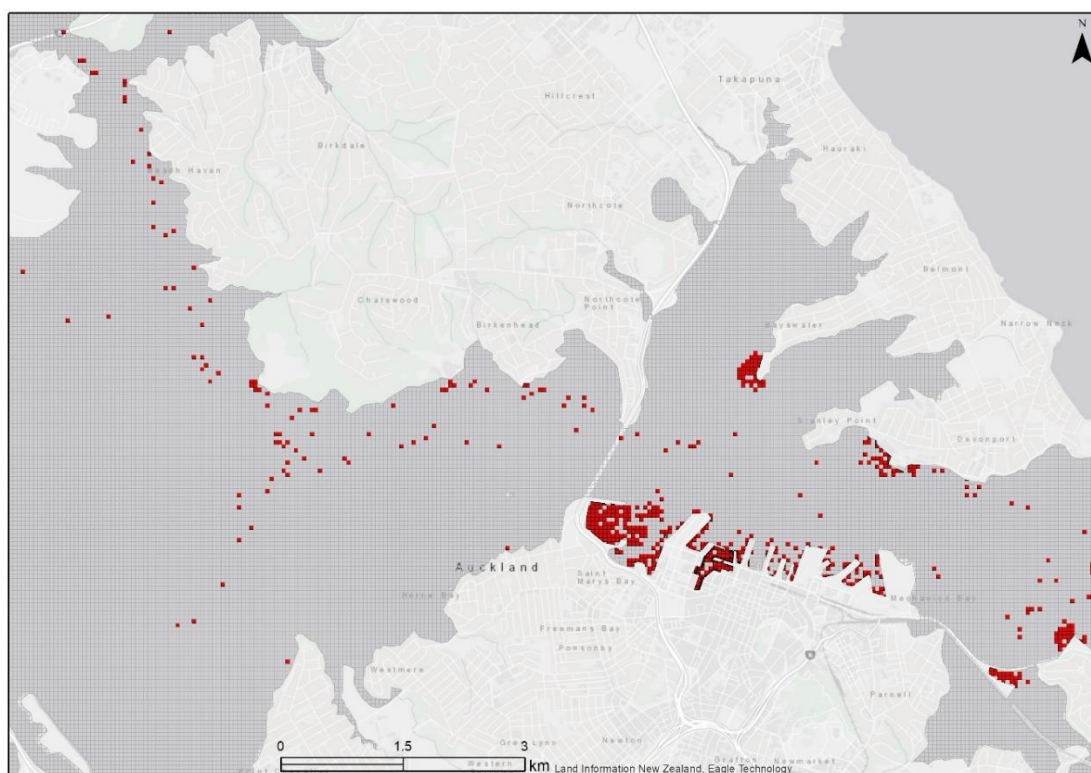 N
Takapuna
Hillcrest
Birkdale
Hauraki
Beach Haven
Northcote
Belmont
Chatswood
Northcote
Point
Birkenhead
Bayswater
Narrow Neck
Stanley Point
Devonport
Auckland
Saint
Marys Bay
Herne Bay
Mechanics Bay
Freemans Bay
Ponsonby
Westmere
Parnell
Grey Lynn
Newton
Grafton
Newmarket
Western
0
1.5
3
km
Land Information New Zealand, Eagle Technology